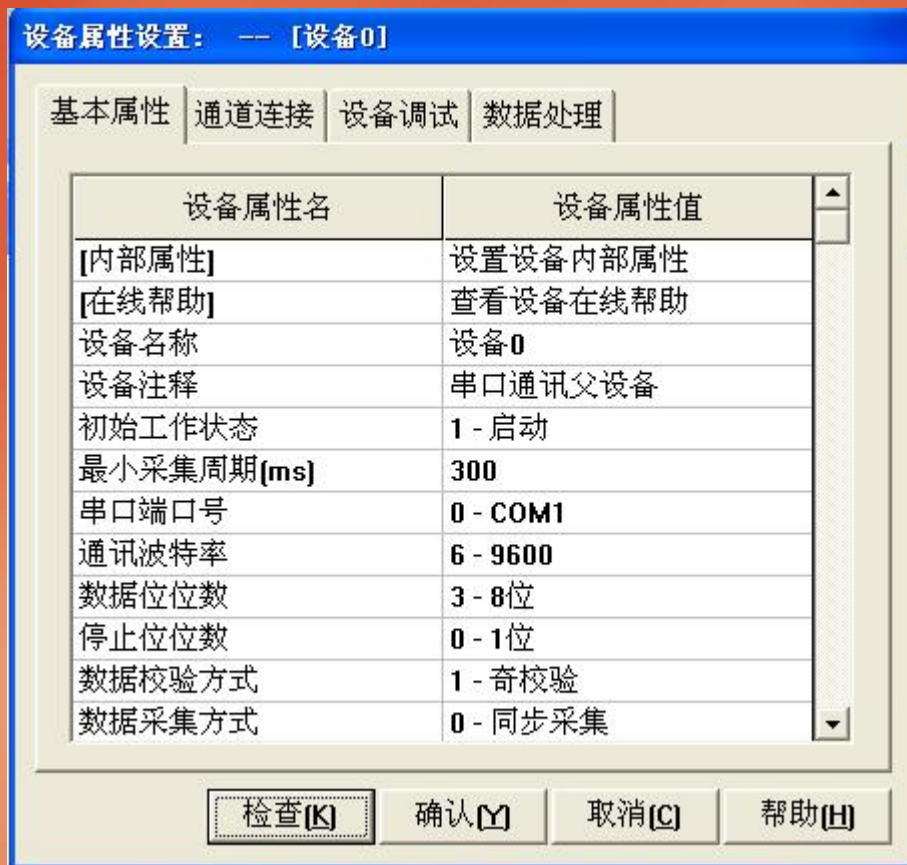 设备属性设置： -- [设备0]
基本属性 通道连接 设备调试 数据处理
设备属性名 设备属性值
[内部属性] 设置设备内部属性
[在线帮助] 查看设备在线帮助
设备名称 设备0
设备注释 串口通讯父设备
初始工作状态 1 - 启动
最小采集周期(ms) 300
串口端口号 0 - COM1
通讯波特率 6 - 9600
数据位位数 3 - 8位
停止位位数 0 - 1位
数据校验方式 1 - 奇校验
数据采集方式 0 - 同步采集
检查(K) 确认(Y) 取消(C) 帮助(H)